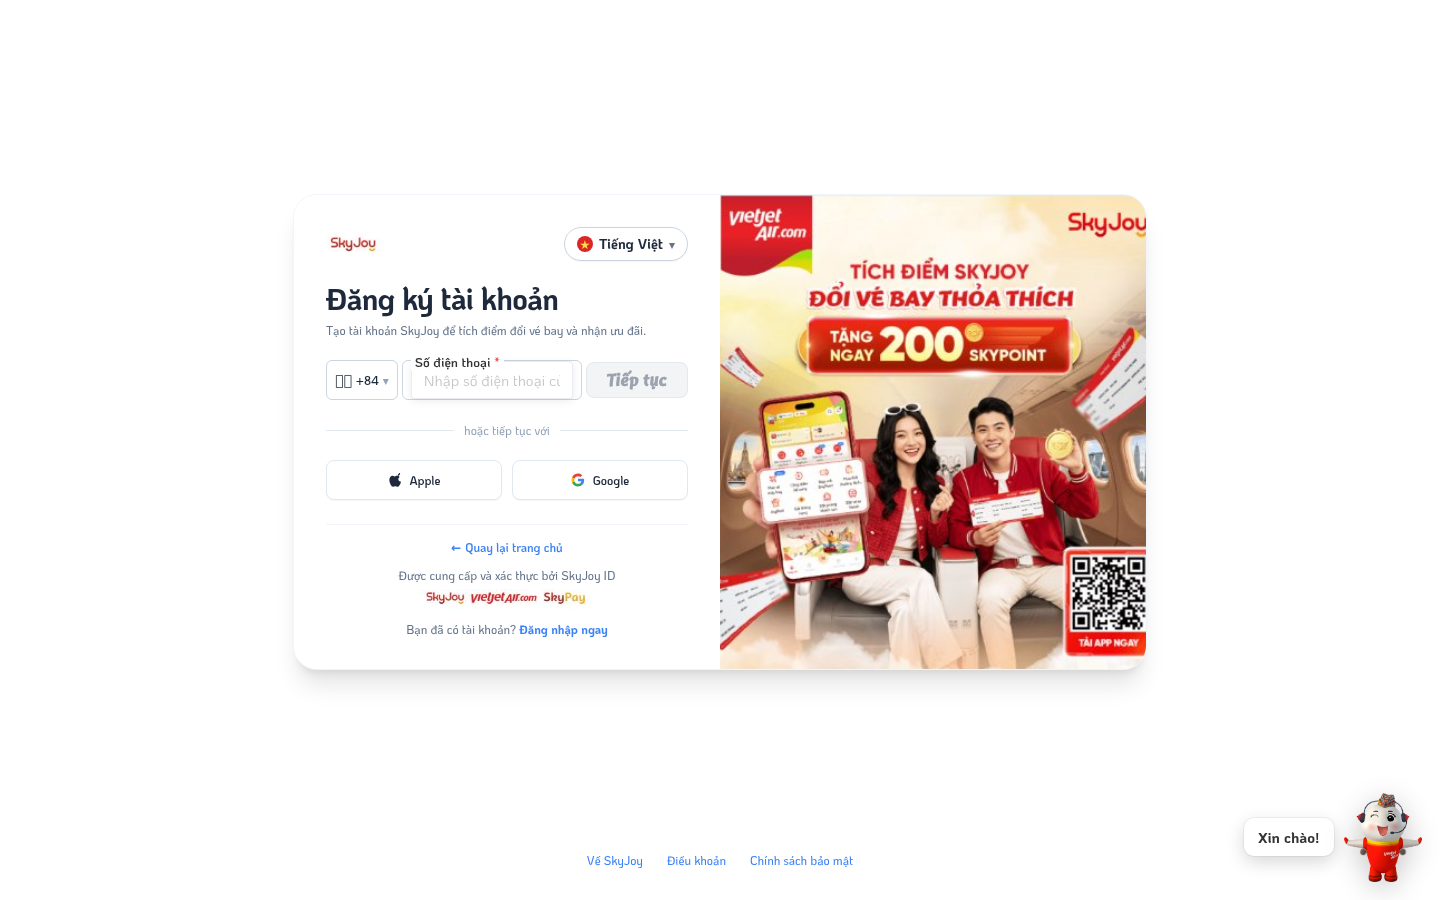 SkyJoy
Tiếng Việt
Đăng ký tài khoản
Tạo tài khoản SkyJoy để tích điểm đổi vé bay và nhận ưu đãi.
+84
Số điện thoại *
Nhập số điện thoại củ
Tiếp tục
hoặc tiếp tục với
Apple
Google
← Quay lại trang chủ
Được cung cấp và xác thực bởi SkyJoy ID
SkyJoy vietjetAir.com SkyPay
Bạn đã có tài khoản? Đăng nhập ngay
vietjet
Air.com
SkyJoy
TÍCH ĐIỂM SKYJOY
ĐỔI VÉ BAY THỎA THÍCH
TẶNG
NGAY 200 SKYPOINT
TẢI APP NGAY
Xin chào!
Về SkyJoy
Điều khoản
Chính sách bảo mật